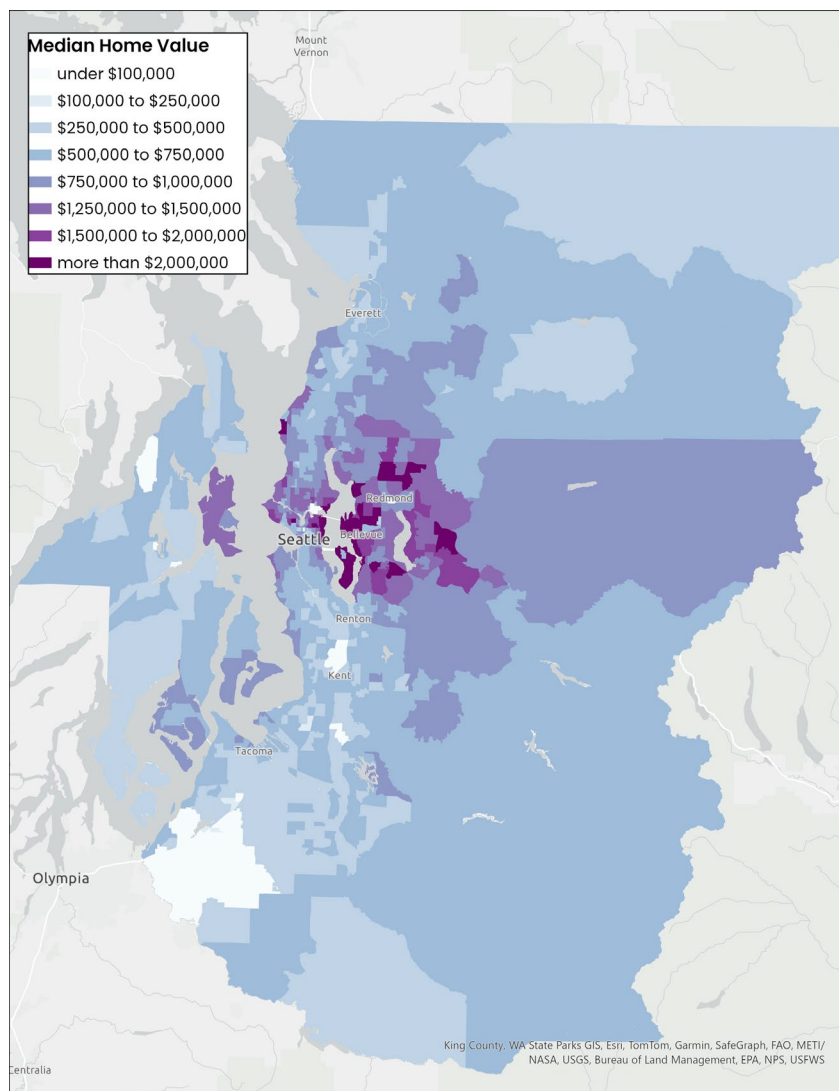 Median Home Value
under $100,000
$100,000 to $250,000
$250,000 to $500,000
$500,000 to $750,000
$750,000 to $1,000,000
$1,250,000 to $1,500,000
$1,500,000 to $2,000,000
more than $2,000,000
Mount
Vernon
Everett
Redmond
Seattle
Bellevue
Renton
Kent
Tacoma
Olympia
King County, WA State Parks GIS, Esri, TomTom, Garmin, SafeGraph, FAO, METI/
NASA, USGS, Bureau of Land Management, EPA, NPS, USFWS
Centralia